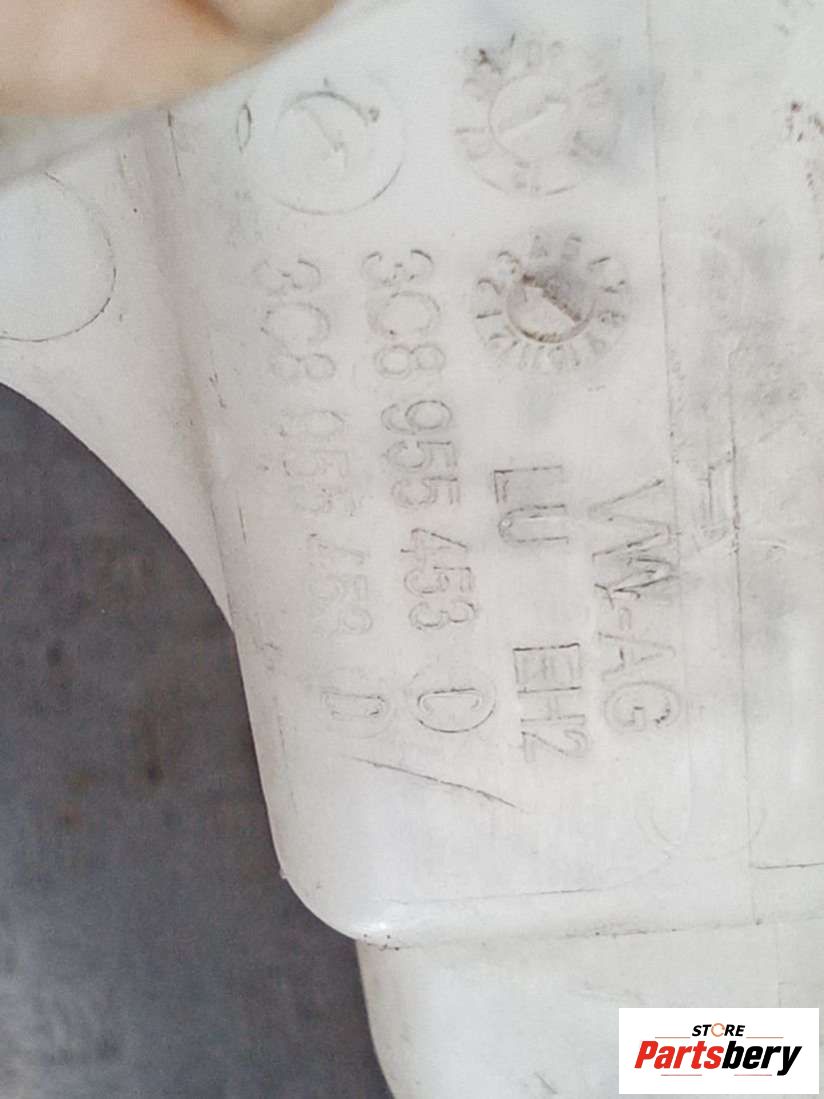 VW-AG
LU EH2
3C8 955 453 C
3C8 955 453 D
STORE
Partsbery